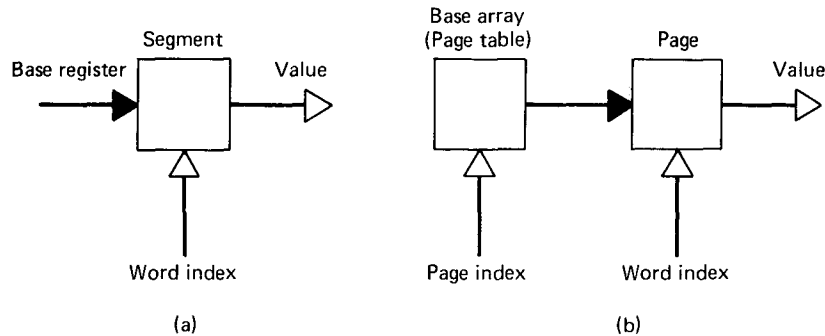 Segment
Base register
Value
Word index
(a)
Base array
(Page table)
Page
Value
Page index
Word index
(b)